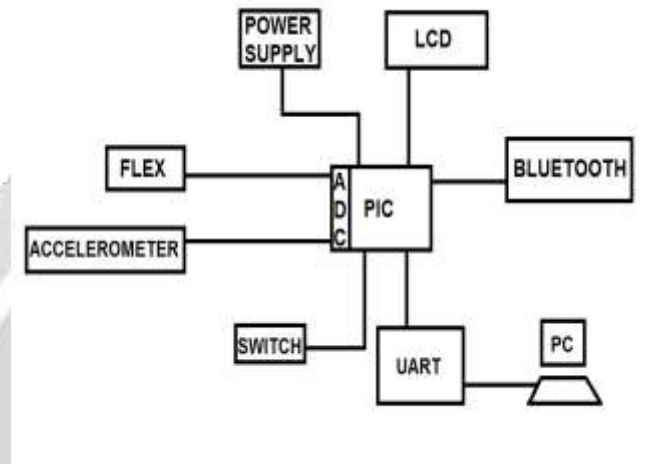 POWER
SUPPLY
LCD
FLEX
BLUETOOTH
A
D
C
PIC
ACCELEROMETER
SWITCH
UART
PC